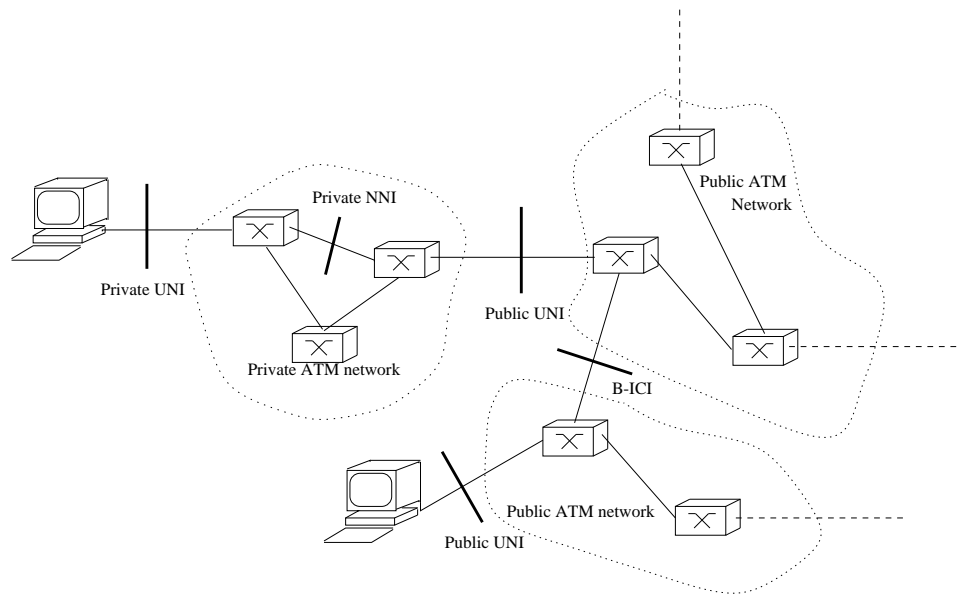 Public ATM
Network
Private NNI
Private UNI
Public UNI
Private ATM network
B-ICI
Public ATM network
Public UNI